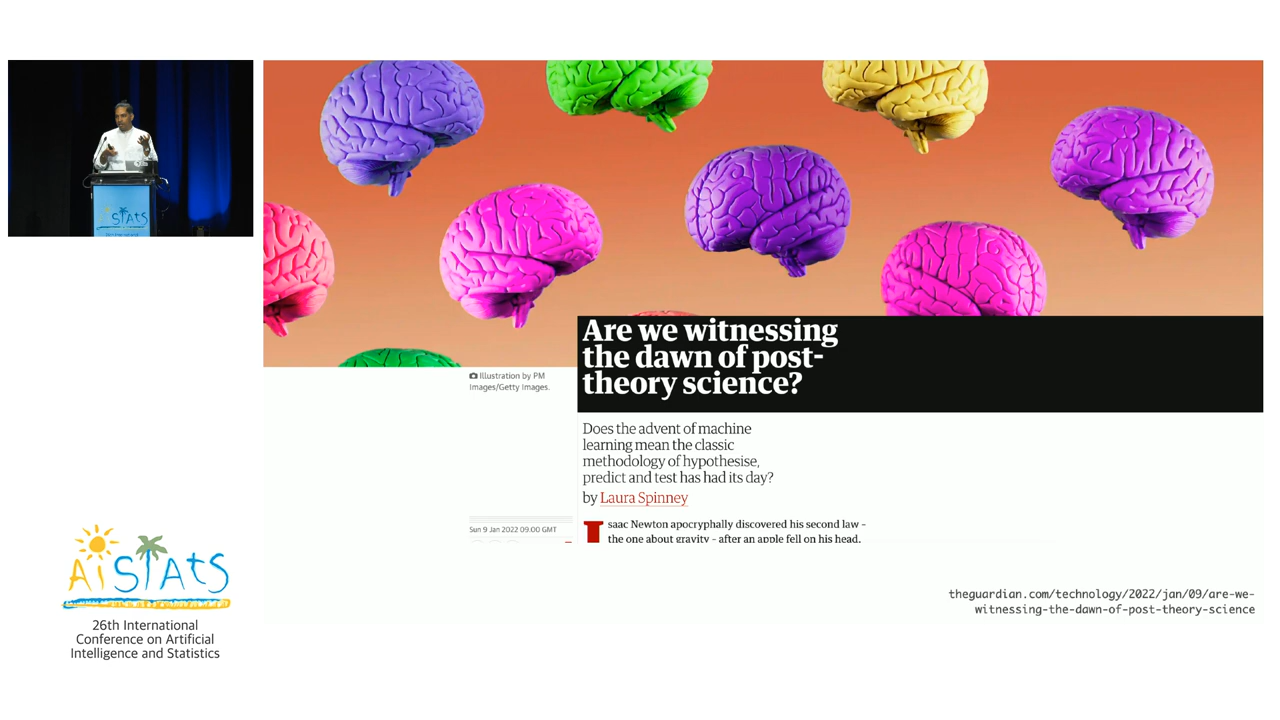 AISTATS
Are we witnessing
the dawn of post-
theory science?
Illustration by PM
Images/Getty Images.
Does the advent of machine
learning mean the classic
methodology of hypothesise,
predict and test has had its day?
by Laura Spinney
Sun 9 Jan 2022 09.00 GMT
Isaac Newton apocryphally discovered his second law –
the one about gravity – after an apple fell on his head.
theguardian.com/technology/2022/jan/09/are-we-
witnessing-the-dawn-of-post-theory-science
AISTATS
26th International
Conference on Artificial
Intelligence and Statistics